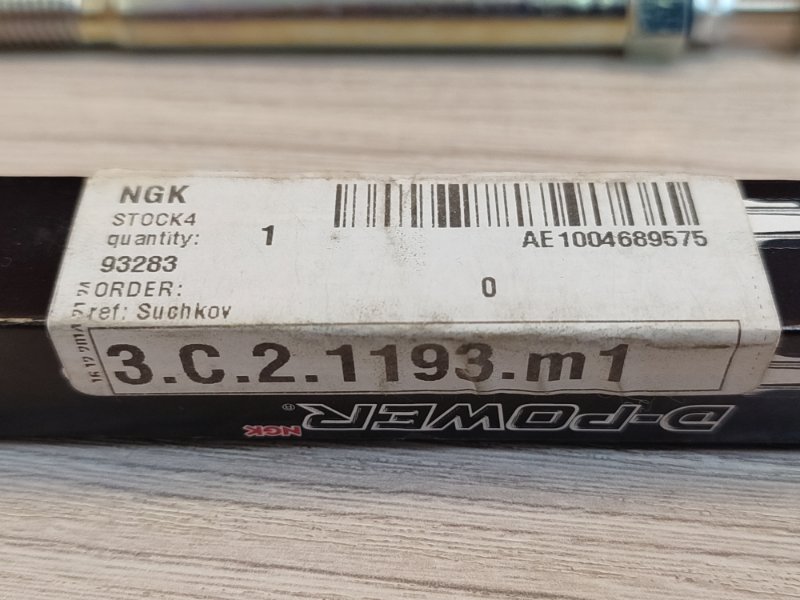 NGK
STOCK4
quantity: 1
AE1004689575
93283
ORDER: 0
ref: Suchkov
3.C.2.1193.m1
D-POWER
NGK ®